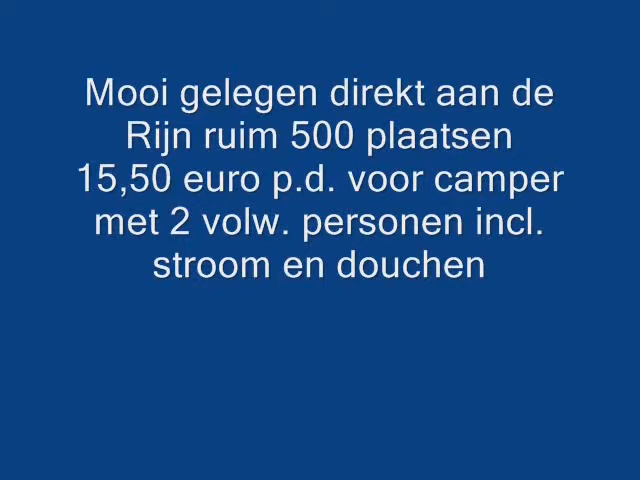 Mooi gelegen direkt aan de
Rijn ruim 500 plaatsen
15,50 euro p.d. voor camper
met 2 volw. personen incl.
stroom en douchen